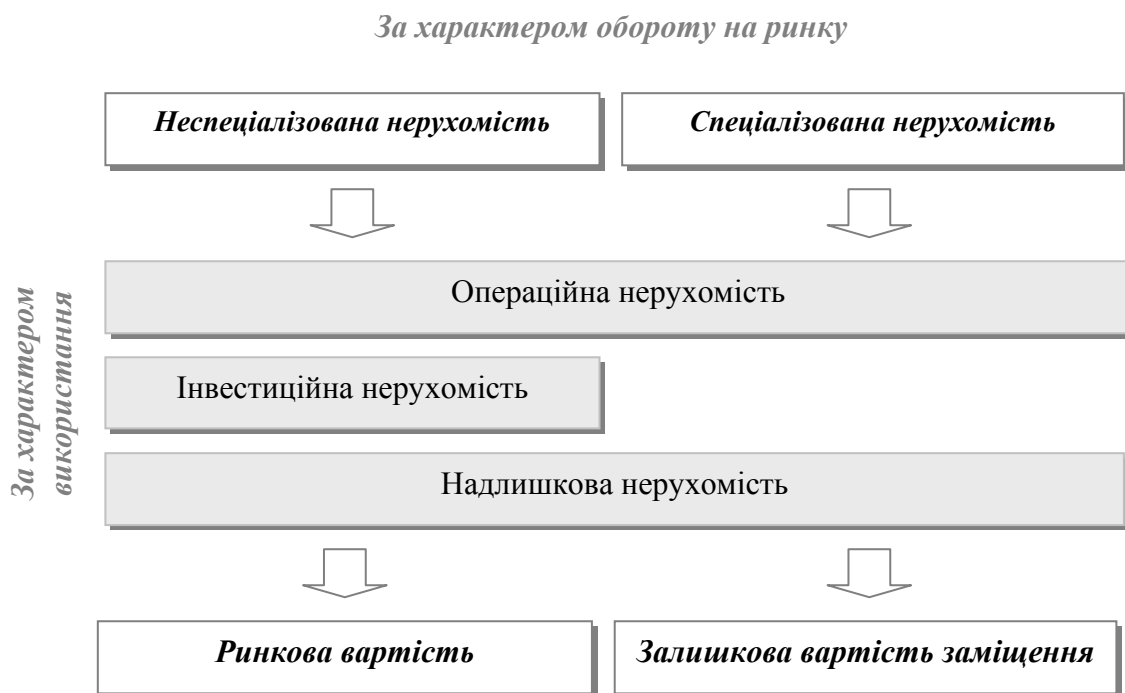 За характером обороту на ринку
Неспеціалізована нерухомість
Спеціалізована нерухомість
За характером
використання
Операційна нерухомість
Інвестиційна нерухомість
Надлишкова нерухомість
Ринкова вартість
Залишкова вартість заміщення